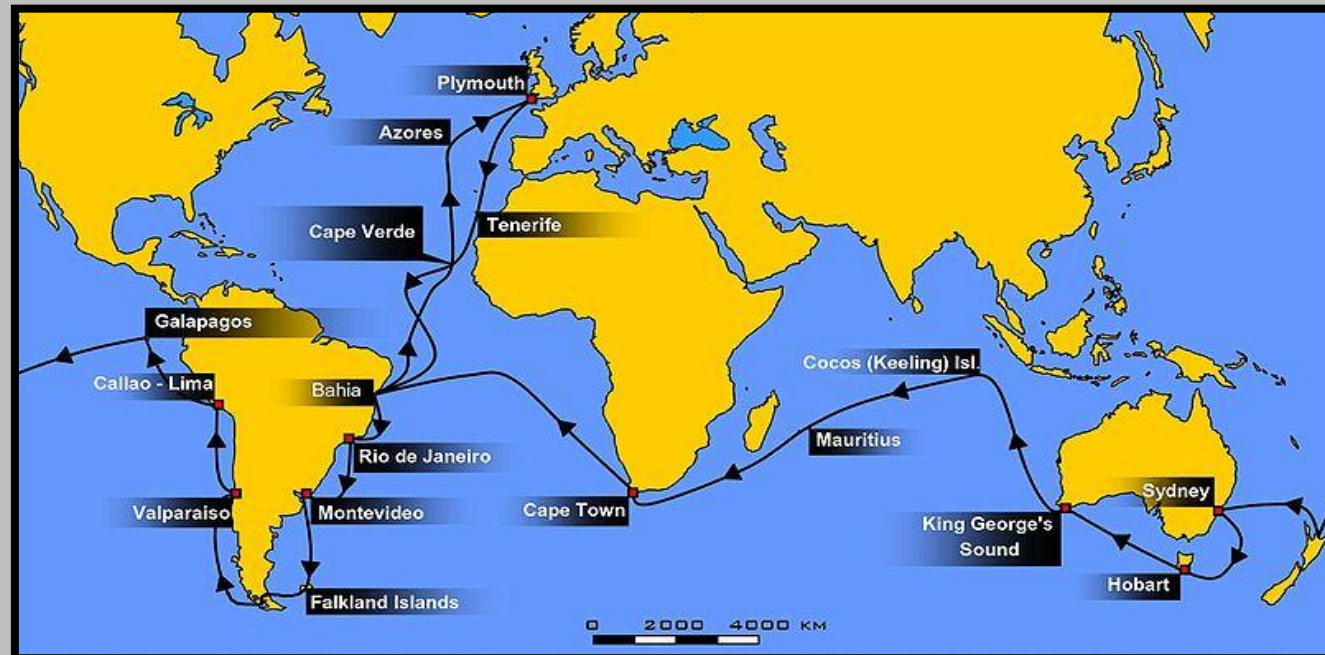 Plymouth
Azores
Cape Verde
Tenerife
Galapagos
Callao - Lima
Bahia
Cocos (Keeling) Isl.
Mauritius
Rio de Janeiro
Valparaiso
Montevideo
Cape Town
Sydney
King George's
Sound
Hobart
Falkland Islands
0 2000 4000 KM